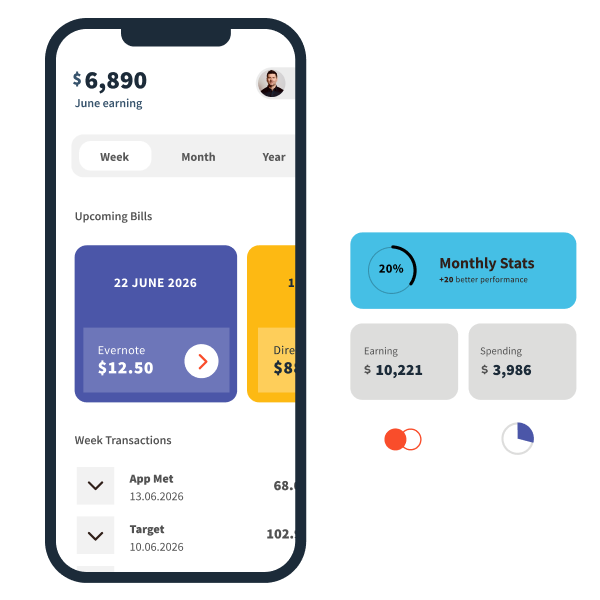 $ 6,890
June earning
Week Month Year
Upcoming Bills
22 JUNE 2026
Evernote
$12.50
Week Transactions
App Met
13.06.2026
Target
10.06.2026
20%
Monthly Stats
+20 better performance
Earning
$ 10,221
Spending
$ 3,986